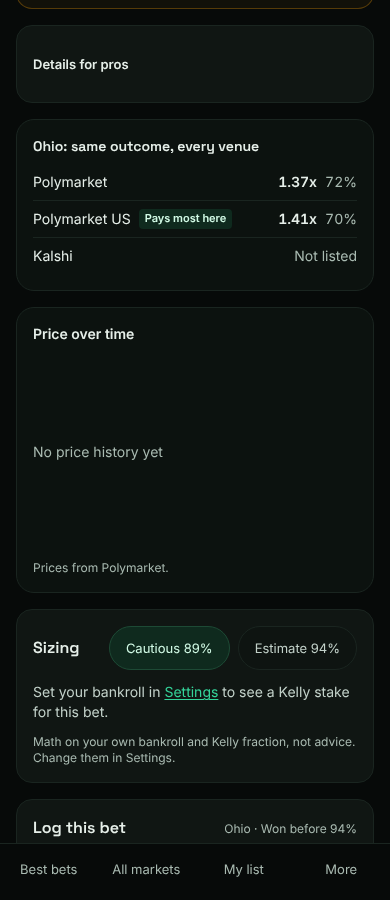 Details for pros
Ohio: same outcome, every venue
Polymarket 1.37x 72%
Polymarket US Pays most here 1.41x 70%
Kalshi Not listed
Price over time
No price history yet
Prices from Polymarket.
Sizing Cautious 89% Estimate 94%
Set your bankroll in Settings to see a Kelly stake
for this bet.
Math on your own bankroll and Kelly fraction, not advice.
Change them in Settings.
Log this bet Ohio · Won before 94%
Best bets All markets My list More